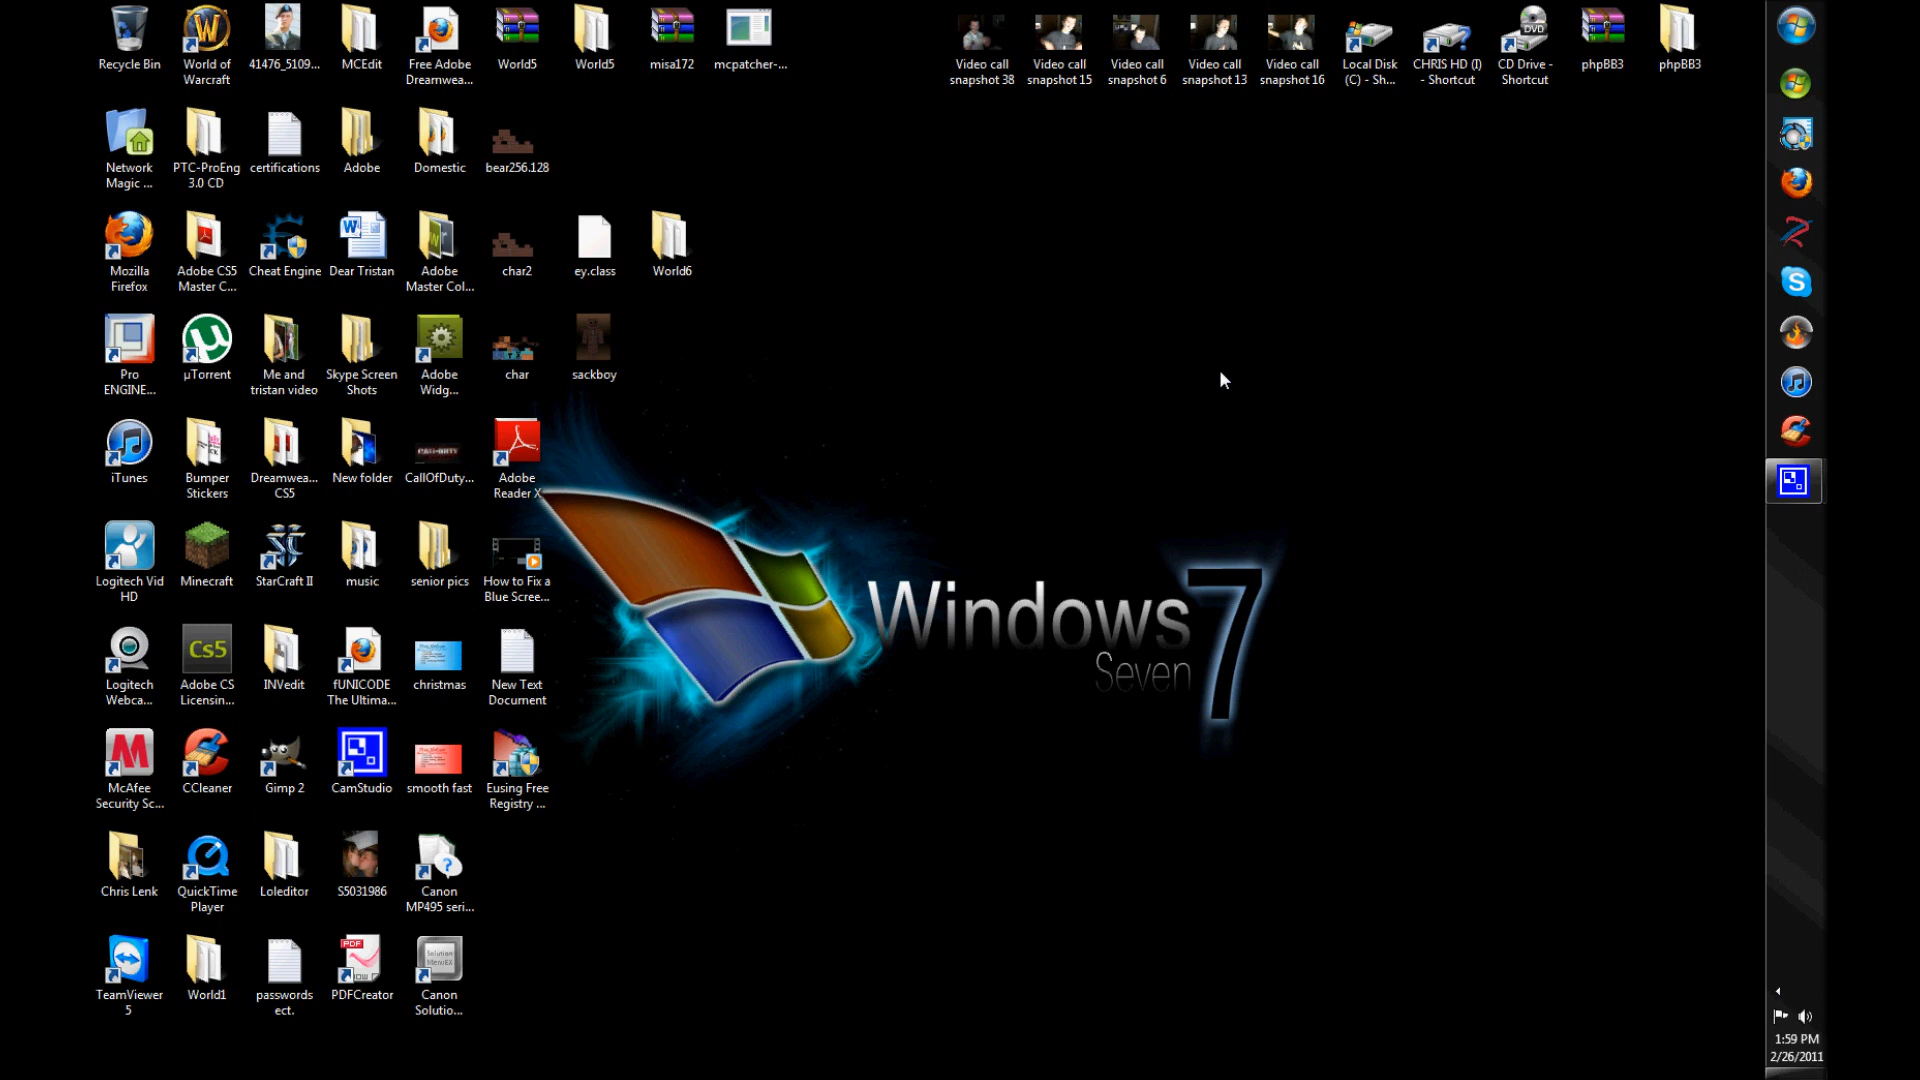 Recycle Bin
World of
Warcraft
41476_5109...
MCEdit
Free Adobe
Dreamwea...
World5
World5
misa172
mcpatcher-...
Video call
snapshot 38
Video call
snapshot 15
Video call
snapshot 6
Video call
snapshot 13
Video call
snapshot 16
Local Disk
(C) - Sh...
CHRIS HD (I)
- Shortcut
DVD
CD Drive -
Shortcut
phpBB3
phpBB3
Network
Magic ...
PTC-ProEng
3.0 CD
certifications
Adobe
Domestic
bear256.128
Mozilla
Firefox
Adobe CS5
Master C...
Cheat Engine
Dear Tristan
Adobe
Master Col...
char2
ey.class
World6
Pro
ENGINE...
µTorrent
Me and
tristan video
Skype Screen
Shots
Adobe
Widg...
char
sackboy
iTunes
Bumper
Stickers
Dreamwea...
CS5
New folder
CALL OF DUTY
CallOfDuty...
Adobe
Reader X
Logitech Vid
HD
Minecraft
StarCraft II
music
senior pics
How to Fix a
Blue Scree...
Windows 7
Seven
Logitech
Webca...
Cs5
Adobe CS
Licensin...
INVedit
fUNICODE
The Ultima...
christmas
New Text
Document
McAfee
Security Sc...
CCleaner
Gimp 2
CamStudio
smooth fast
Eusing Free
Registry ...
Chris Lenk
QuickTime
Player
Loleditor
S5031986
Canon
MP495 seri...
TeamViewer
5
World1
passwords
ect.
PDF
PDFCreator
Solution
MenuEX
Canon
Solutio...
1:59 PM
2/26/2011